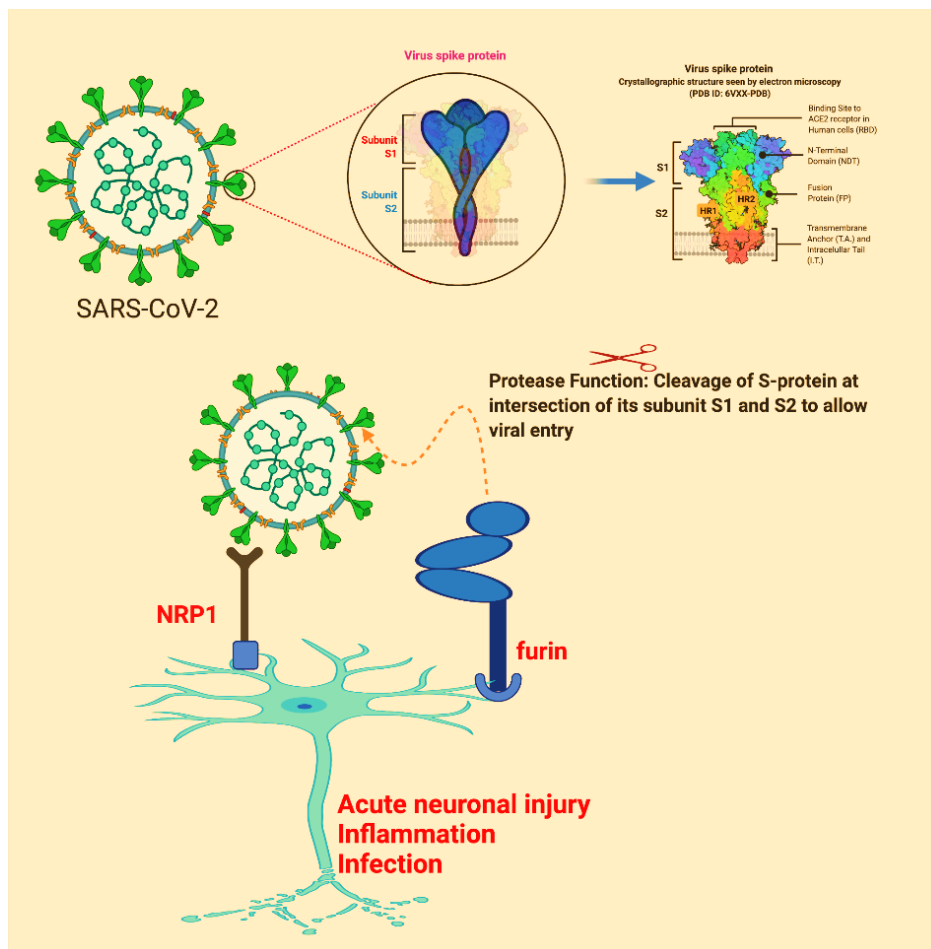 Virus spike protein
Subunit
S1
Subunit
S2
SARS-CoV-2
Virus spike protein
Crystallographic structure seen by electron microscopy
(PDB ID: 6VXX-PDB)
S1
S2
HR1
HR2
Binding Site to
ACE2 receptor in
Human cells (RBD)
N-Terminal
Domain (NDT)
Fusion
Protein (FP)
Transmembrane
Anchor (T.A.) and
Intracelullar Tail
(I.T.)
Protease Function: Cleavage of S-protein at
intersection of its subunit S1 and S2 to allow
viral entry
NRP1
furin
Acute neuronal injury
Inflammation
Infection